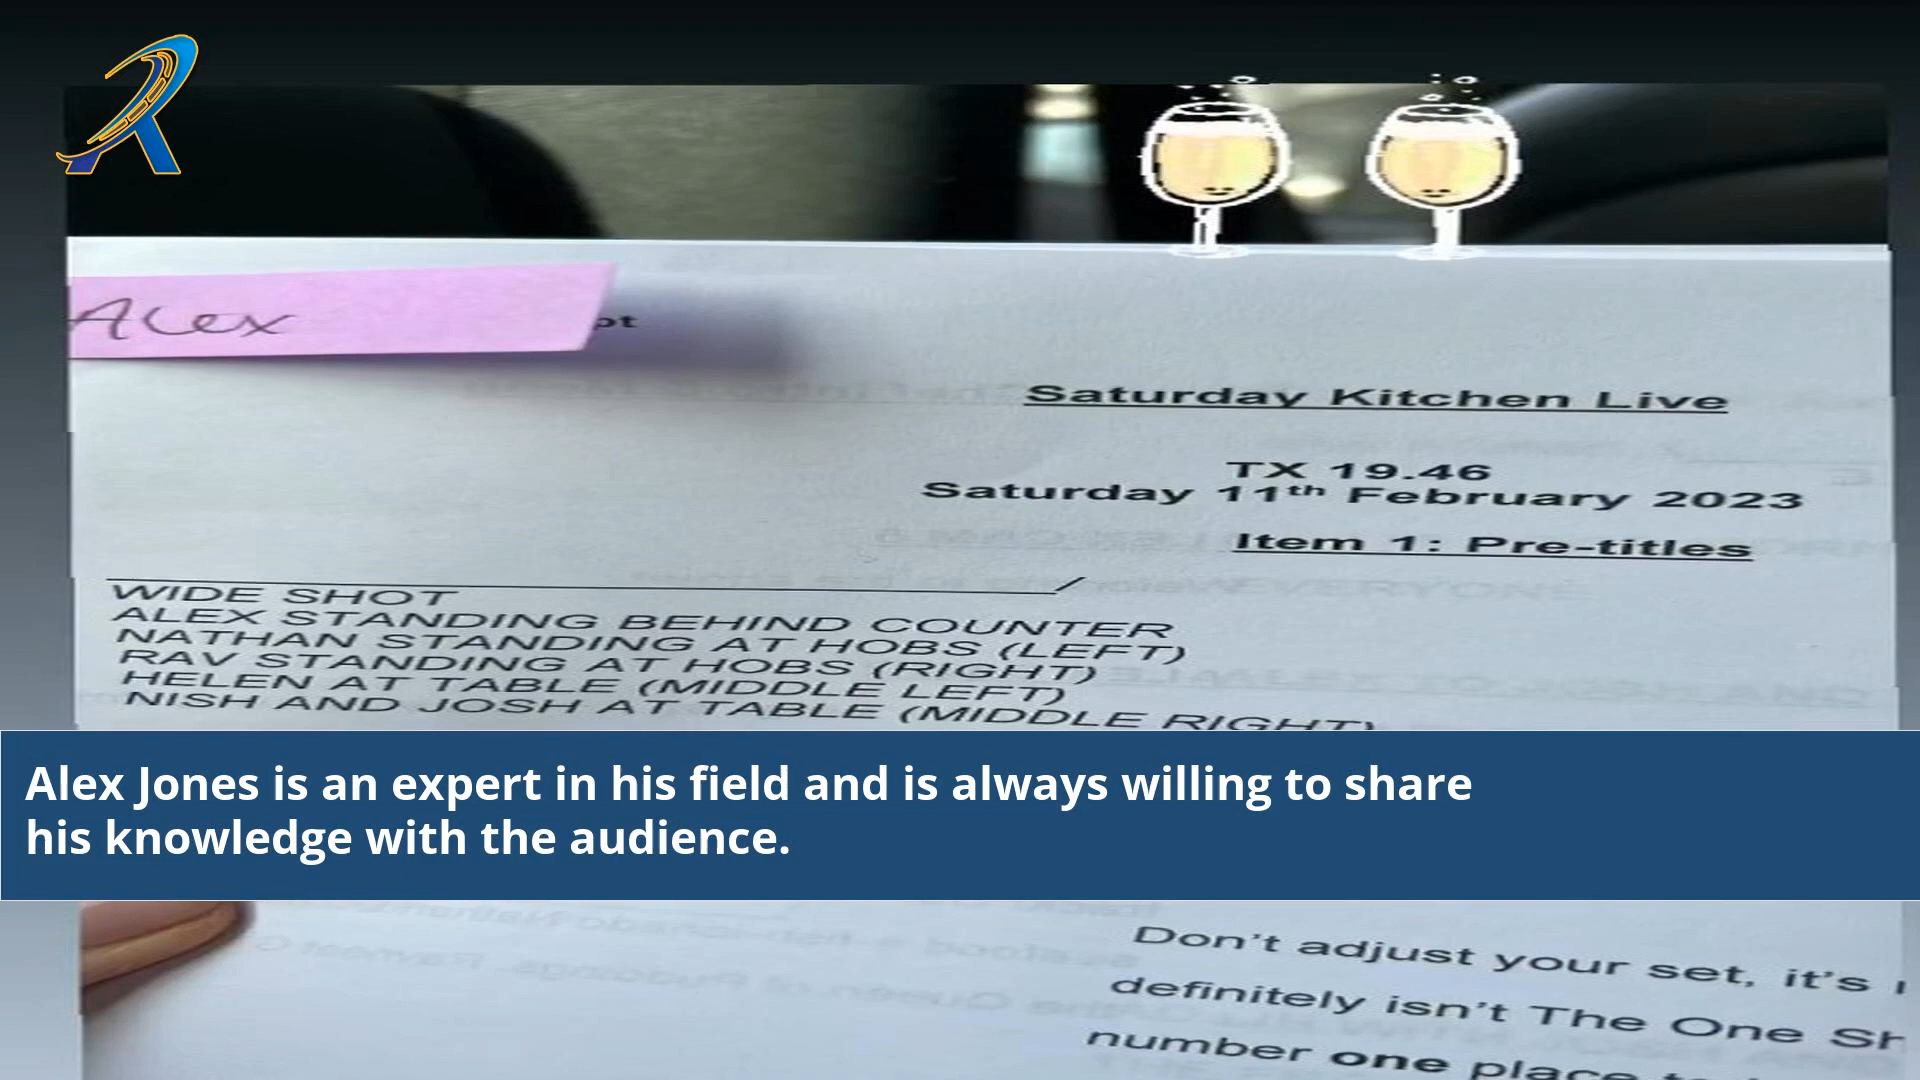 Alex
pt
Saturday Kitchen Live
TX 19.46
Saturday 11th February 2023
Item 1: Pre-titles
WIDE SHOT
ALEX STANDING BEHIND COUNTER
NATHAN STANDING AT HOBS (LEFT)
RAV STANDING AT HOBS (RIGHT)
HELEN AT TABLE (MIDDLE LEFT)
NISH AND JOSH AT TABLE (MIDDLE RIGHT)
Alex Jones is an expert in his field and is always willing to share
his knowledge with the audience.
Don't adjust your set, it's
definitely isn't The One Sh
number one place